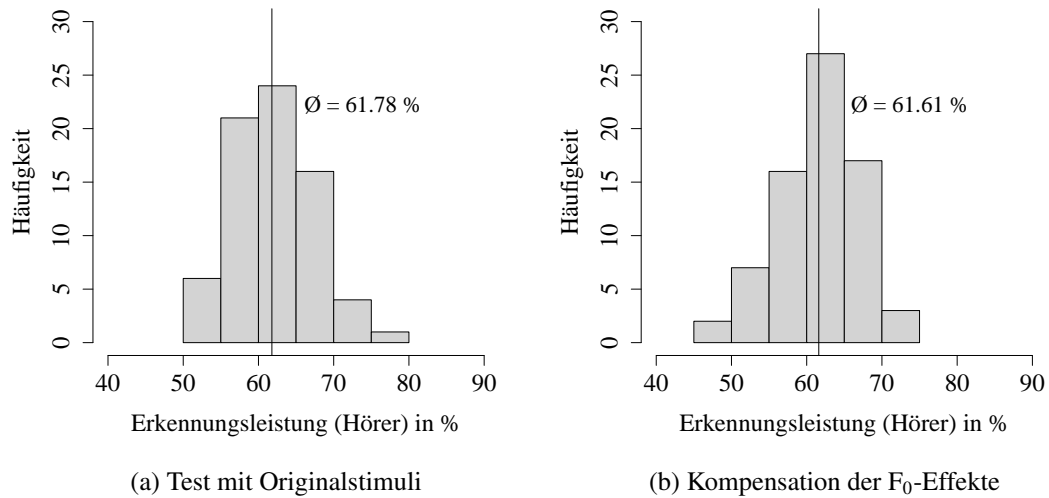 30
25
20
15
10
5
0
Häufigkeit
Ø = 61.78 %
40 50 60 70 80 90
Erkennungsleistung (Hörer) in %
(a) Test mit Originalstimuli
30
25
20
15
10
5
0
Häufigkeit
Ø = 61.61 %
40 50 60 70 80 90
Erkennungsleistung (Hörer) in %
(b) Kompensation der F₀-Effekte